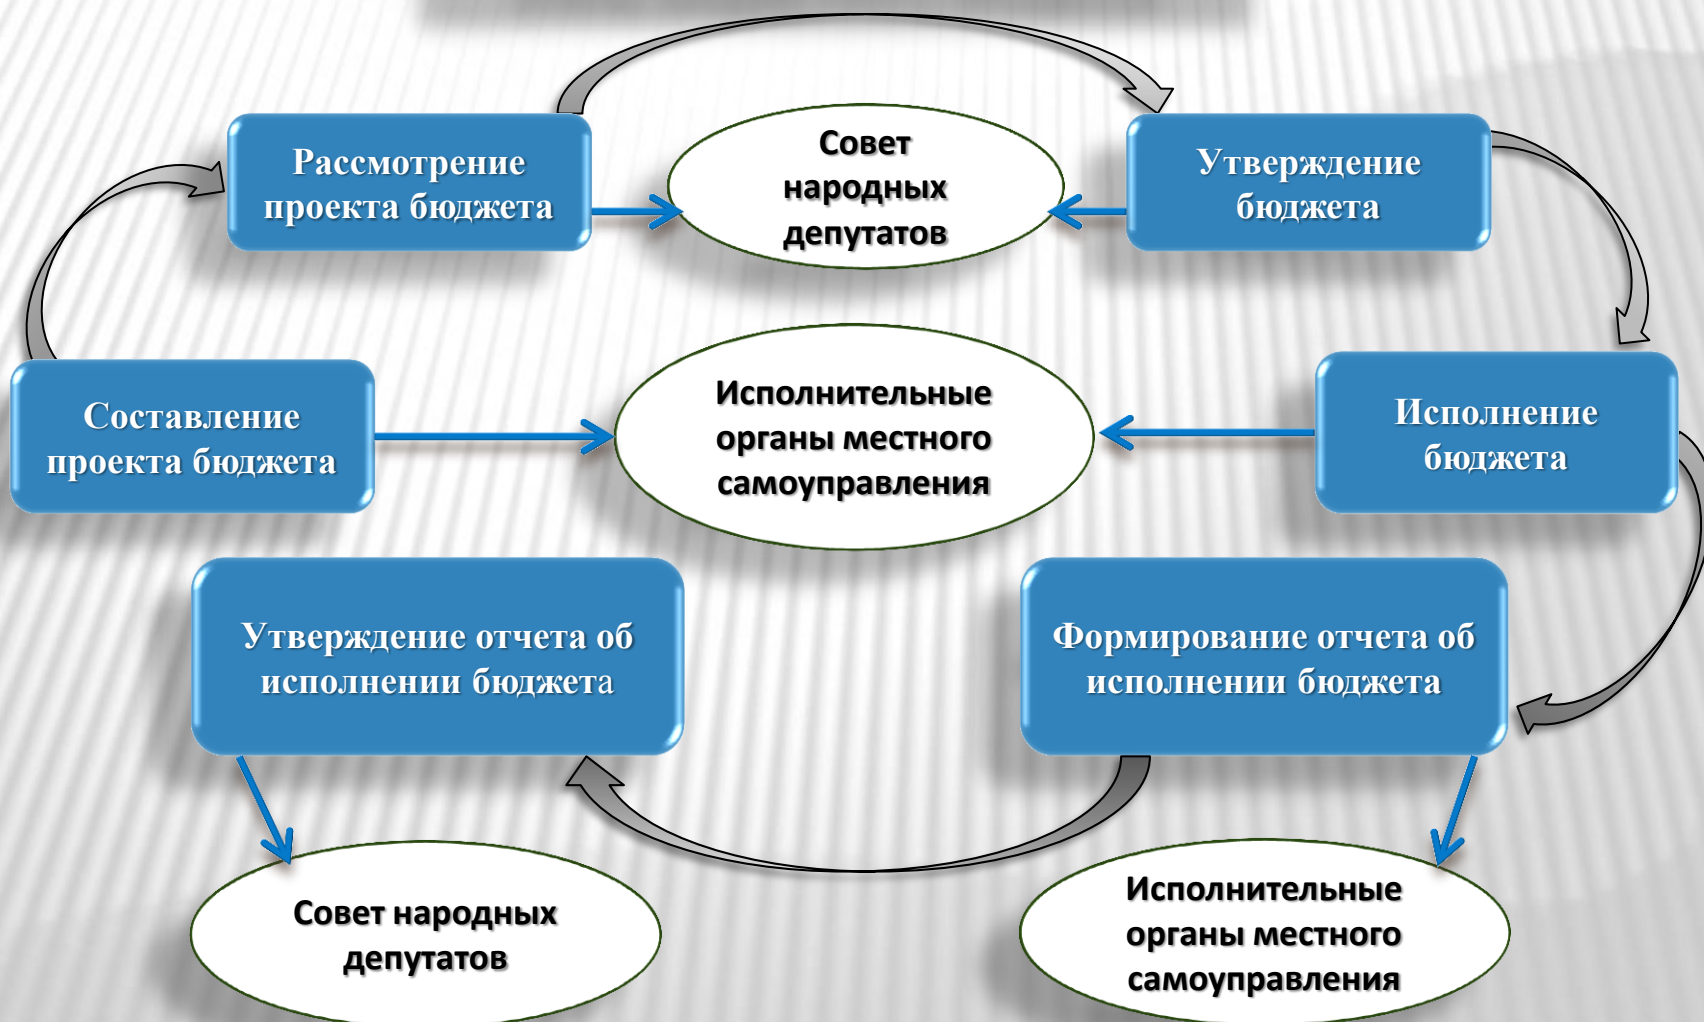 Рассмотрение
проекта бюджета
Совет
народных
депутатов
Утверждение
бюджета
Составление
проекта бюджета
Исполнительные
органы местного
самоуправления
Исполнение
бюджета
Утверждение отчета об
исполнении бюджета
Формирование отчета об
исполнении бюджета
Совет народных
депутатов
Исполнительные
органы местного
самоуправления